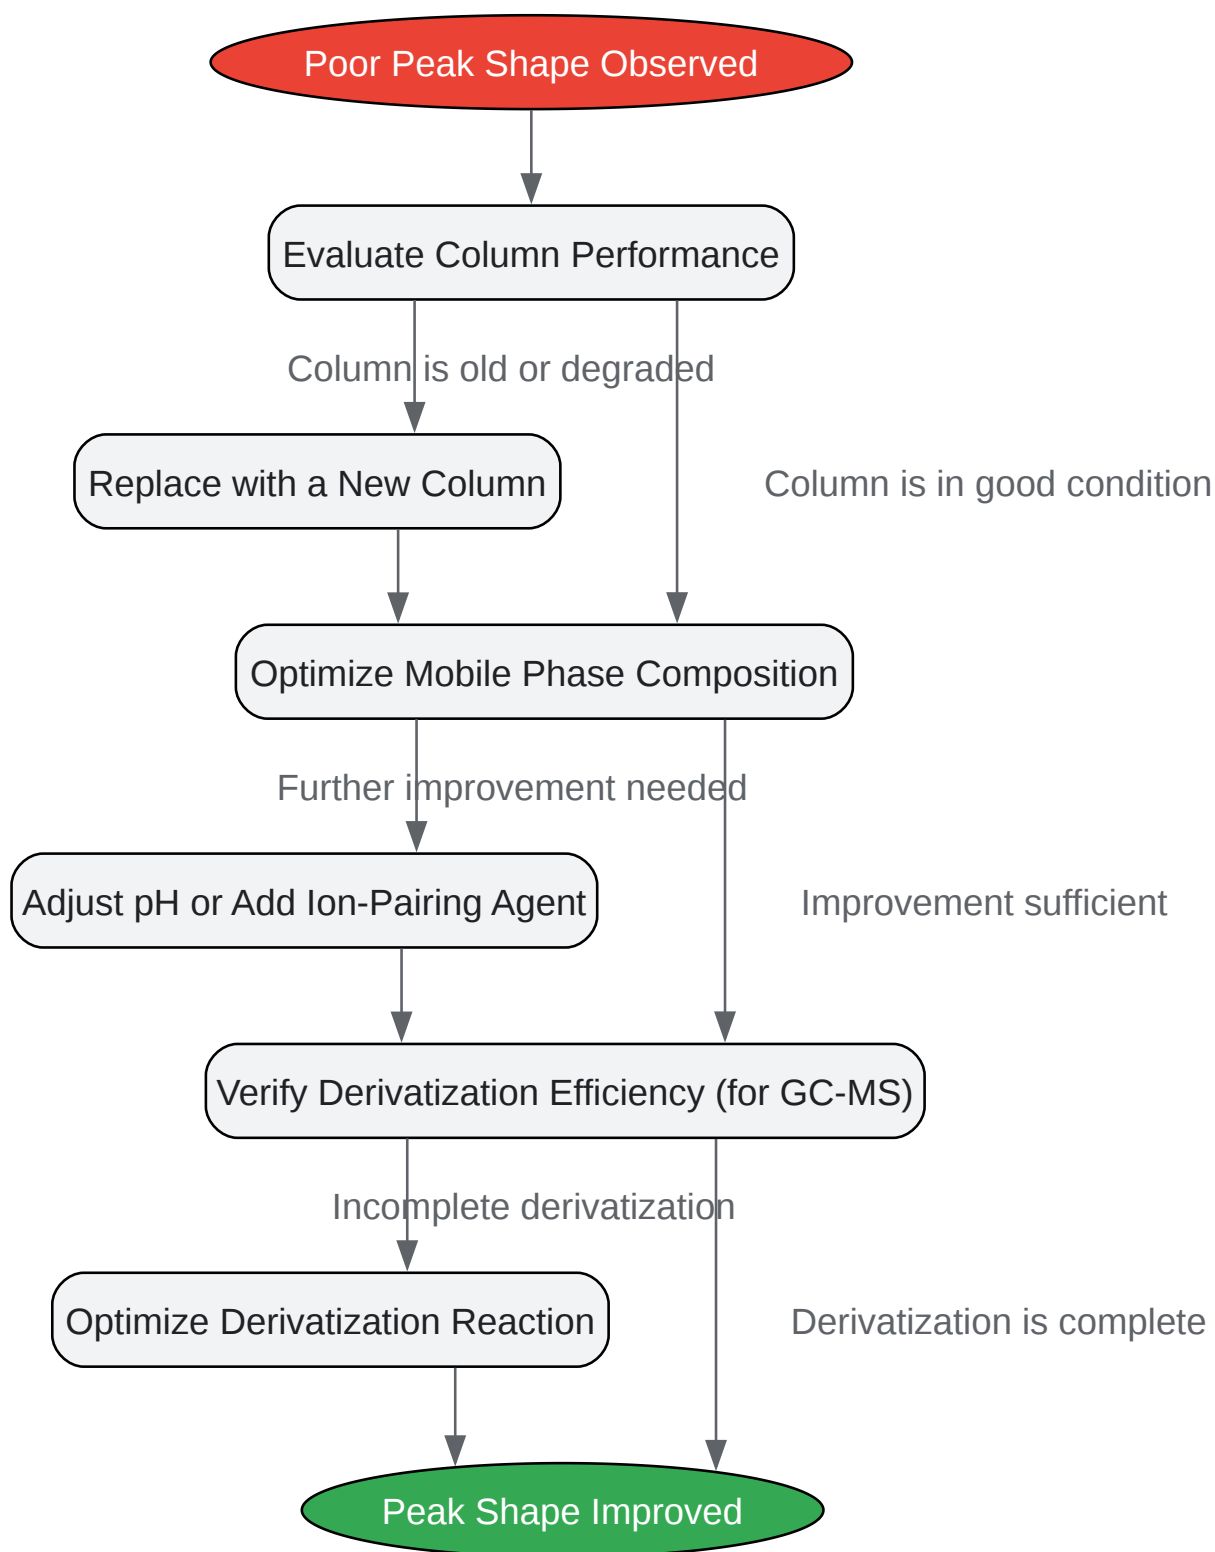 Poor Peak Shape Observed
Evaluate Column Performance
Column is old or degraded
Replace with a New Column
Column is in good condition
Optimize Mobile Phase Composition
Further improvement needed
Adjust pH or Add Ion-Pairing Agent
Improvement sufficient
Verify Derivatization Efficiency (for GC-MS)
Incomplete derivatization
Optimize Derivatization Reaction
Derivatization is complete
Peak Shape Improved